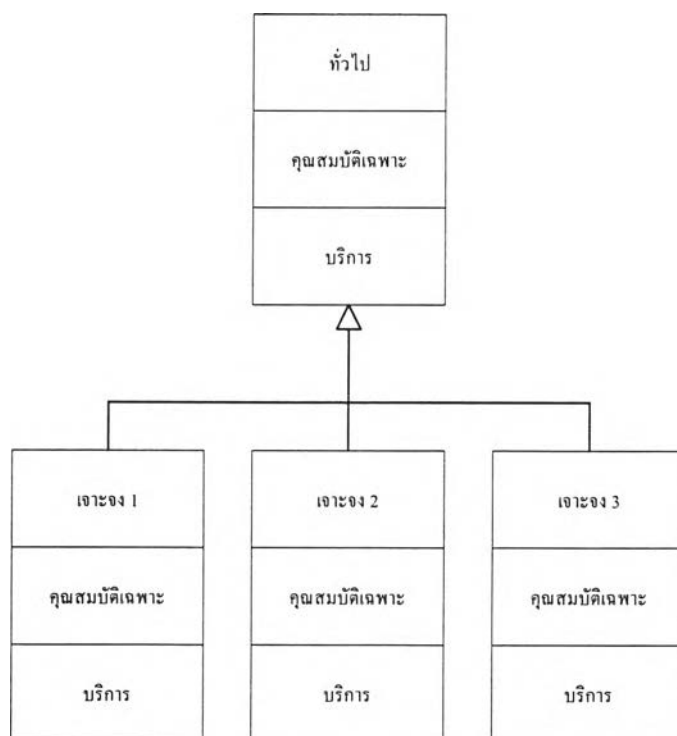 ทั่วไป
คุณสมบัติเฉพาะ
บริการ
เจาะจง 1
เจาะจง 2
เจาะจง 3
คุณสมบัติเฉพาะ
คุณสมบัติเฉพาะ
คุณสมบัติเฉพาะ
บริการ
บริการ
บริการ